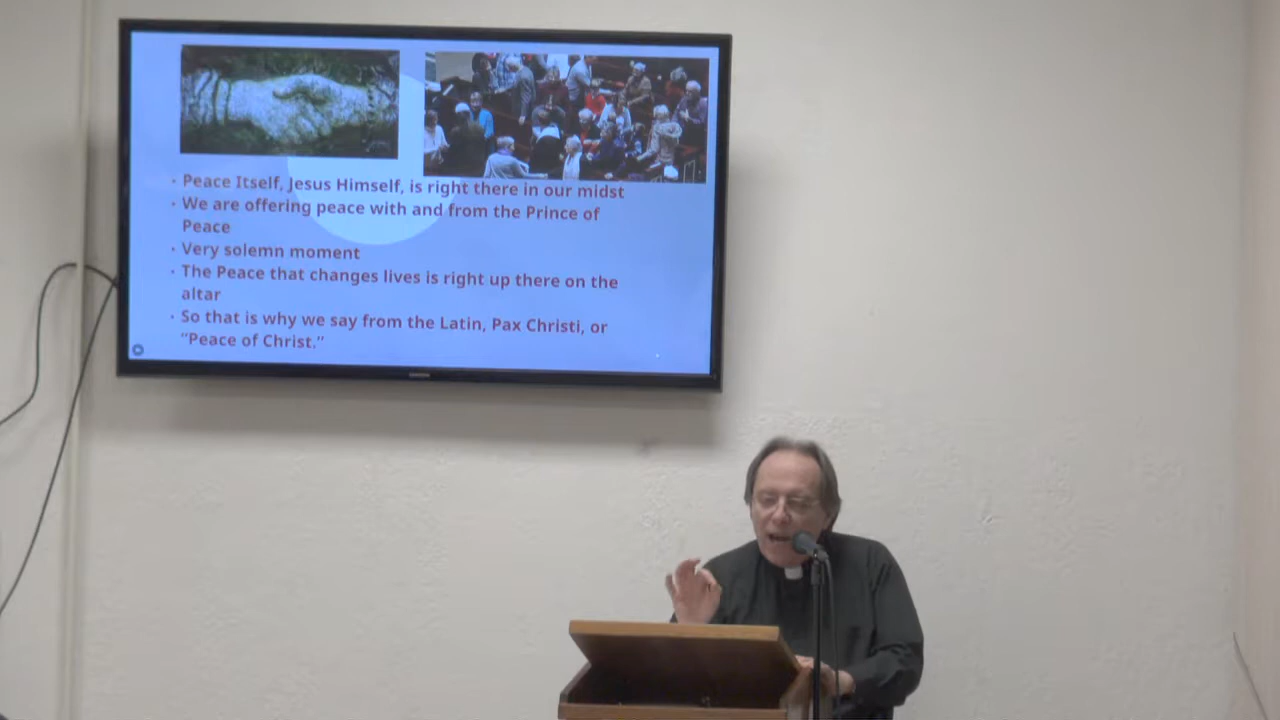 · Peace Itself, Jesus Himself, is right there in our midst
· We are offering peace with and from the Prince of
Peace
· Very solemn moment
· The Peace that changes lives is right up there on the
altar
· So that is why we say from the Latin, Pax Christi, or
“Peace of Christ.”